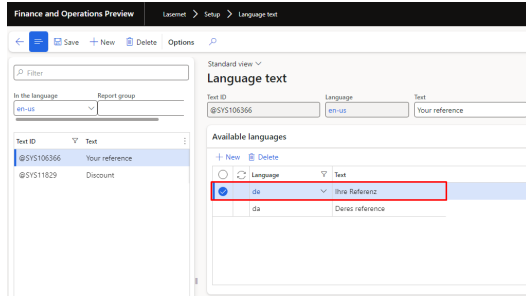 Finance and Operations Preview
Lasernet > Setup > Language text
Save + New Delete Options
Filter
In the language Report group
en-us
Text ID Text
@SYS106366 Your reference
@SYS11829 Discount
Standard view
Language text
Text ID Language Text
@SYS106366 en-us Your reference
Available languages
+ New Delete
Language Text
de Ihre Referenz
da Deres reference